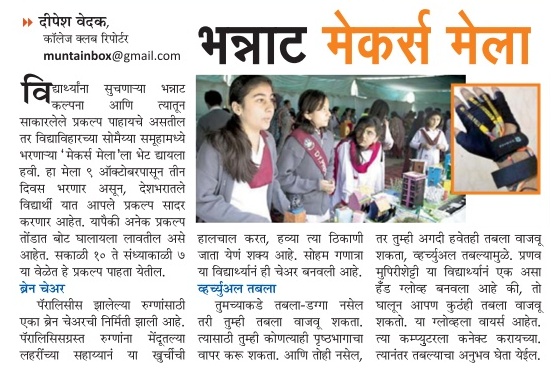 दीपेश वेदक,
कॉलेज क्लब रिपोर्टर
muntainbox@gmail.com
भन्नाट मेकर्स मेला
विद्यार्थ्यांना सुचणाऱ्या भन्नाट
कल्पना आणि त्यातून
साकारलेले प्रकल्प पाहायचे असतील
तर विद्याविहारच्या सोमैय्या समूहामध्ये
भरणाऱ्या 'मेकर्स मेला'ला भेट द्यायला
हवी. हा मेला ९ ऑक्टोबरपासून तीन
दिवस भरणार असून, देशभरातले
विद्यार्थी यात आपले प्रकल्प सादर
करणार आहेत. यापैकी अनेक प्रकल्प
तोंडात बोट घालायला लावतील असे
आहेत. सकाळी १० ते संध्याकाळी ७
या वेळेत हे प्रकल्प पाहता येतील.
ब्रेन चेअर
पॅरालिसीस झालेल्या रुग्णांसाठी
एका ब्रेन चेअरची निर्मिती झाली आहे.
पॅरालिसिसग्रस्त रुग्णांना मेंदूतल्या
लहरींच्या सहाय्यानं या खुर्चीची
हालचाल करत, हव्या त्या ठिकाणी
जाता येणं शक्य आहे. सोहम गणात्रा
या विद्यार्थ्यानं ही चेअर बनवली आहे.
व्हर्च्युअल तबला
तुमच्याकडे तबला-डग्गा नसेल
तरी तुम्ही तबला वाजवू शकता.
त्यासाठी तुम्ही कोणत्याही पृष्ठभागाचा
वापर करू शकता. आणि तोही नसेल,
तर तुम्ही अगदी हवेतही तबला वाजवू
शकता, व्हर्च्युअल तबल्यामुळे. प्रणव
मुपिरीशेट्टी या विद्यार्थ्यानं एक असा
हँड ग्लोव्ह बनवला आहे की, तो
घालून आपण कुठंही तबला वाजवू
शकतो. या ग्लोव्हला वायर्स आहेत.
त्या कम्प्युटरला कनेक्ट करायच्या.
त्यानंतर तबल्याचा अनुभव घेता येईल.